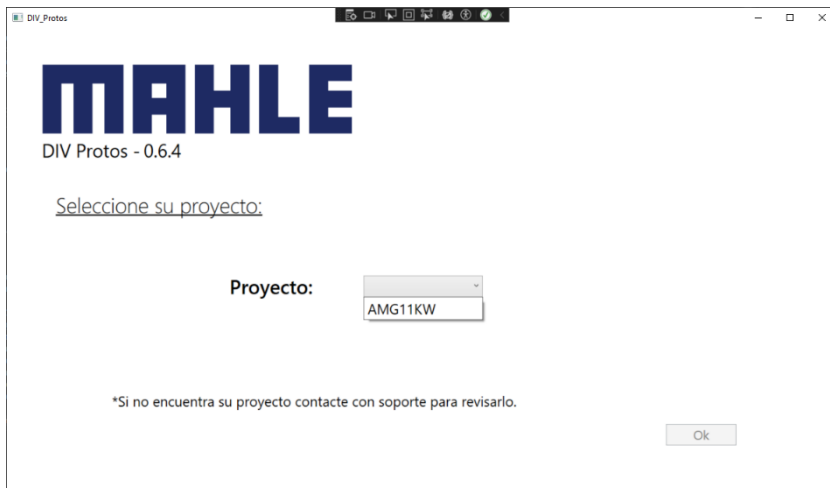 DIV_Protos
MAHLE
DIV Protos - 0.6.4
Seleccione su proyecto:
Proyecto:
AMG11KW
*Si no encuentra su proyecto contacte con soporte para revisarlo.
Ok